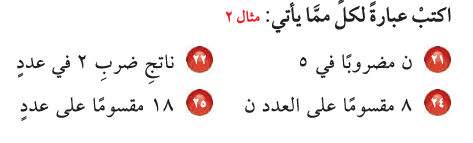 اكتبْ عبارةً لكلٍّ ممَّا يأتي: مثال ٢
٢١ ن مضروبًا في ٥ ٢٢ ناتجِ ضربِ ٢ في عددٍ
٢٤ ٨ مقسومًا على العدد ن ٢٥ ١٨ مقسومًا على عددٍ